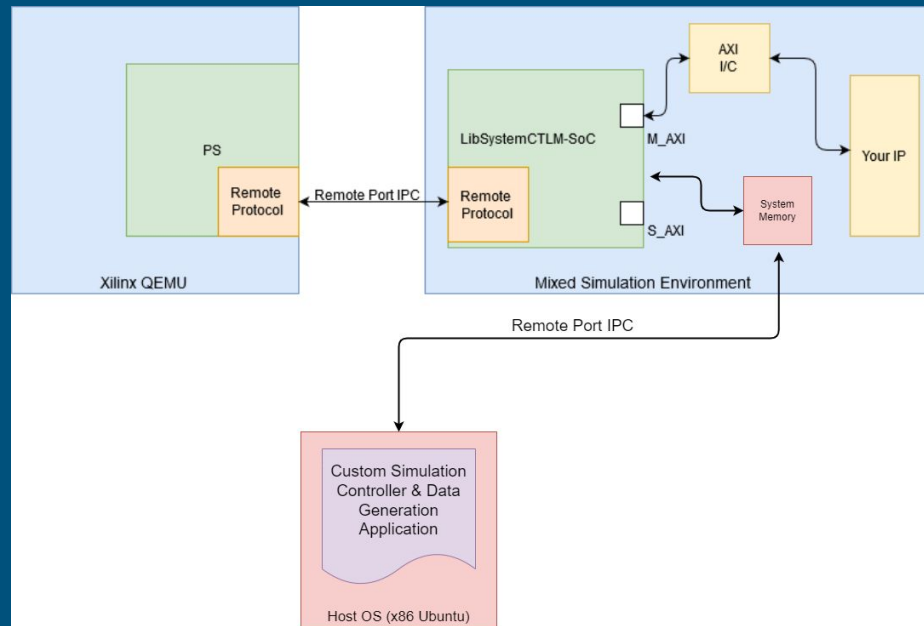 PS
Remote
Protocol
Xilinx QEMU
Remote Port IPC
LibSystemCTLM-SoC
Remote
Protocol
M_AXI
S_AXI
AXI
I/C
Your IP
System
Memory
Mixed Simulation Environment
Remote Port IPC
Custom Simulation
Controller & Data
Generation
Application
Host OS (x86 Ubuntu)